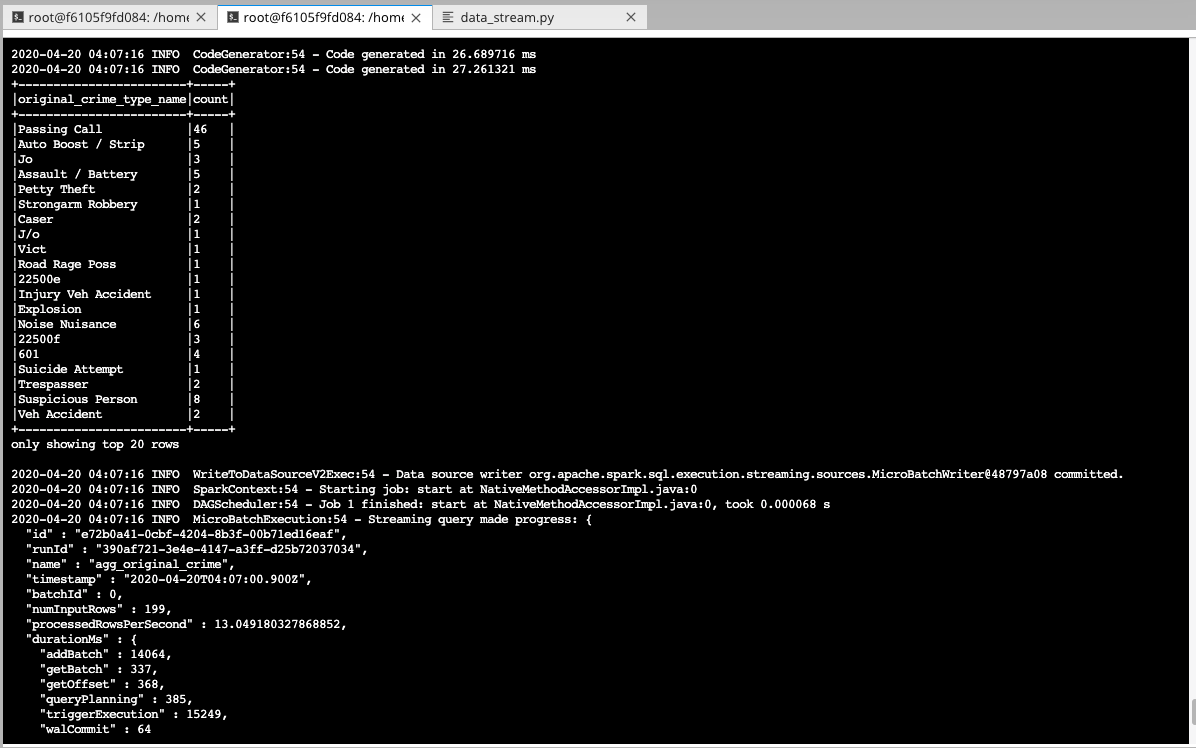 root@f6105f9fd084: /home
root@f6105f9fd084: /home
data_stream.py
2020-04-20 04:07:16 INFO  CodeGenerator:54 - Code generated in 26.689716 ms
2020-04-20 04:07:16 INFO  CodeGenerator:54 - Code generated in 27.261321 ms
+------------------------+-----+
|original_crime_type_name|count|
+------------------------+-----+
|Passing Call            |46   |
|Auto Boost / Strip      |5    |
|Jo                      |3    |
|Assault / Battery       |5    |
|Petty Theft             |2    |
|Strongarm Robbery       |1    |
|Caser                   |2    |
|J/o                     |1    |
|Vict                    |1    |
|Road Rage Poss          |1    |
|22500e                  |1    |
|Injury Veh Accident     |1    |
|Explosion               |1    |
|Noise Nuisance          |6    |
|22500f                  |3    |
|601                     |4    |
|Suicide Attempt         |1    |
|Trespasser              |2    |
|Suspicious Person       |8    |
|Veh Accident            |2    |
+------------------------+-----+
only showing top 20 rows
2020-04-20 04:07:16 INFO  WriteToDataSourceV2Exec:54 - Data source writer org.apache.spark.sql.execution.streaming.sources.MicroBatchWriter@48797a08 committed.
2020-04-20 04:07:16 INFO  SparkContext:54 - Starting job: start at NativeMethodAccessorImpl.java:0
2020-04-20 04:07:16 INFO  DAGScheduler:54 - Job 1 finished: start at NativeMethodAccessorImpl.java:0, took 0.000068 s
2020-04-20 04:07:16 INFO  MicroBatchExecution:54 - Streaming query made progress: {
  "id" : "e72b0a41-0cbf-4204-8b3f-00b71ed16eaf",
  "runId" : "390af721-3e4e-4147-a3ff-d25b72037034",
  "name" : "agg_original_crime",
  "timestamp" : "2020-04-20T04:07:00.900Z",
  "batchId" : 0,
  "numInputRows" : 199,
  "processedRowsPerSecond" : 13.049180327868852,
  "durationMs" : {
    "addBatch" : 14064,
    "getBatch" : 337,
    "getOffset" : 368,
    "queryPlanning" : 385,
    "triggerExecution" : 15249,
    "walCommit" : 64